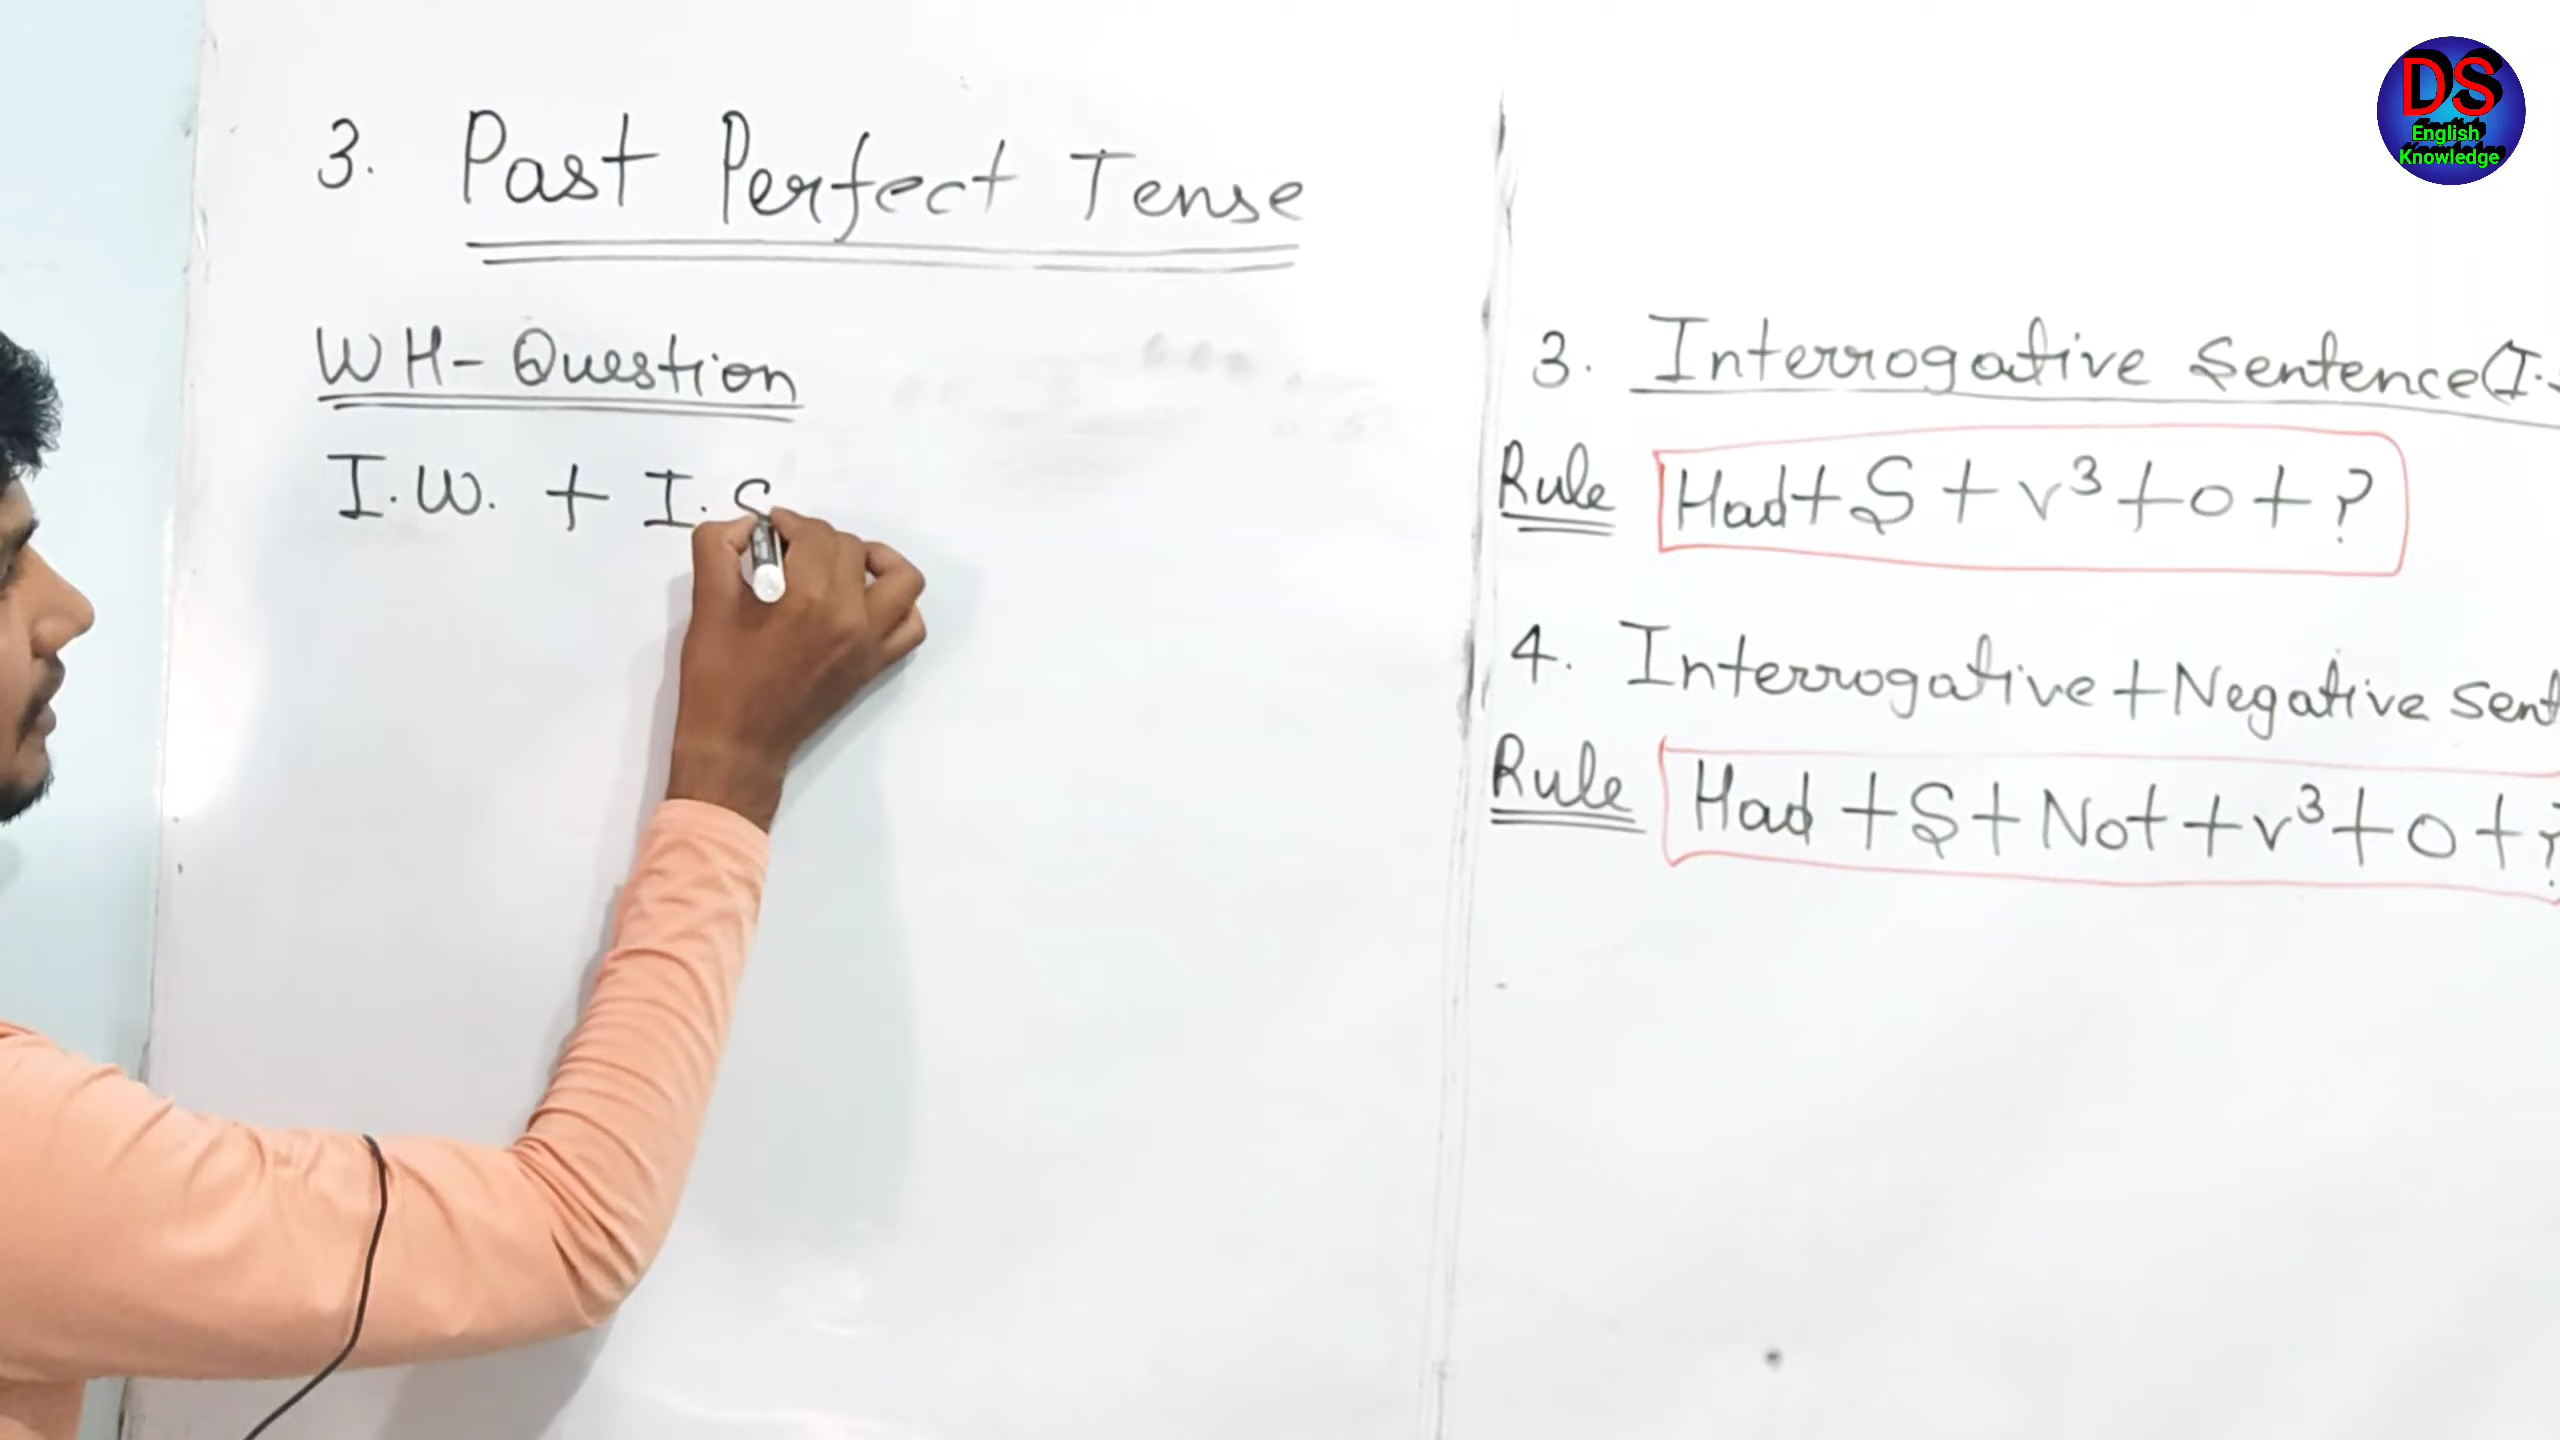 3. Past Perfect Tense
WH-Question
I.W. + I.S
3. Interrogative Sentence(I.S
Rule Had+S+v³+o+?
4. Interrogative+Negative Sent
Rule Had+S+Not+v³+o+?
DS
English
Knowledge